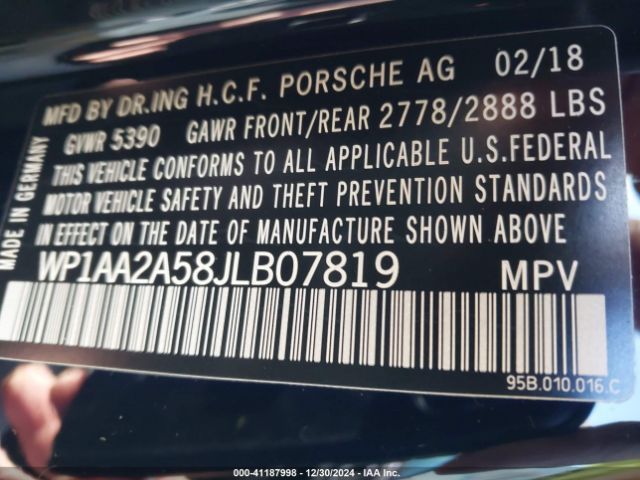 MFD BY DR.ING H.C.F. PORSCHE AG 02/18
GVWR 5390 GAWR FRONT/REAR 2778/2888 LBS
THIS VEHICLE CONFORMS TO ALL APPLICABLE U.S.FEDERAL
MOTOR VEHICLE SAFETY AND THEFT PREVENTION STANDARDS
IN EFFECT ON THE DATE OF MANUFACTURE SHOWN ABOVE
WP1AA2A58JLB07819 MPV
MADE IN GERMANY
95B.010.016.C
000-41187998 - 12/30/2024 - IAA Inc.